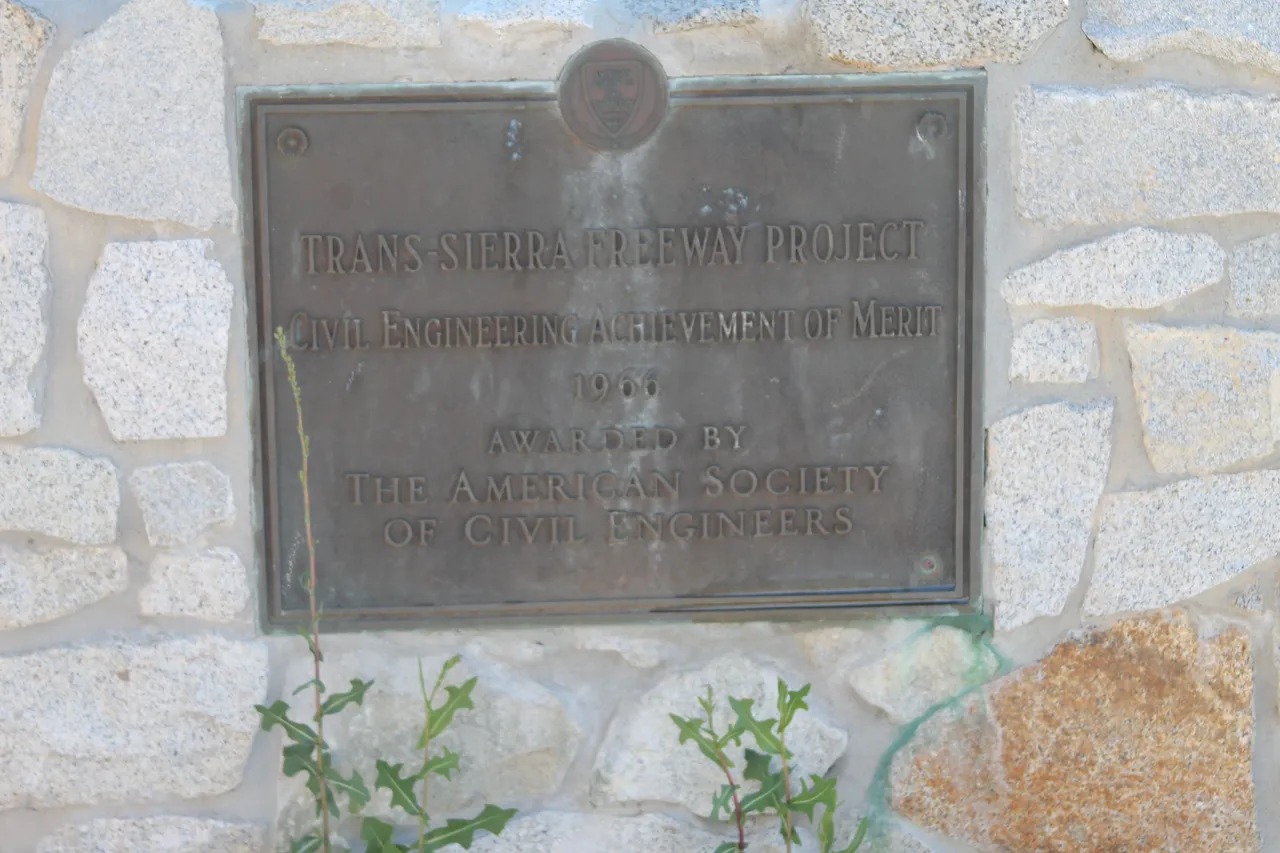 TRANS-SIERRA FREEWAY PROJECT
CIVIL ENGINEERING ACHIEVEMENT OF MERIT
1966
AWARDED BY
THE AMERICAN SOCIETY
OF CIVIL ENGINEERS